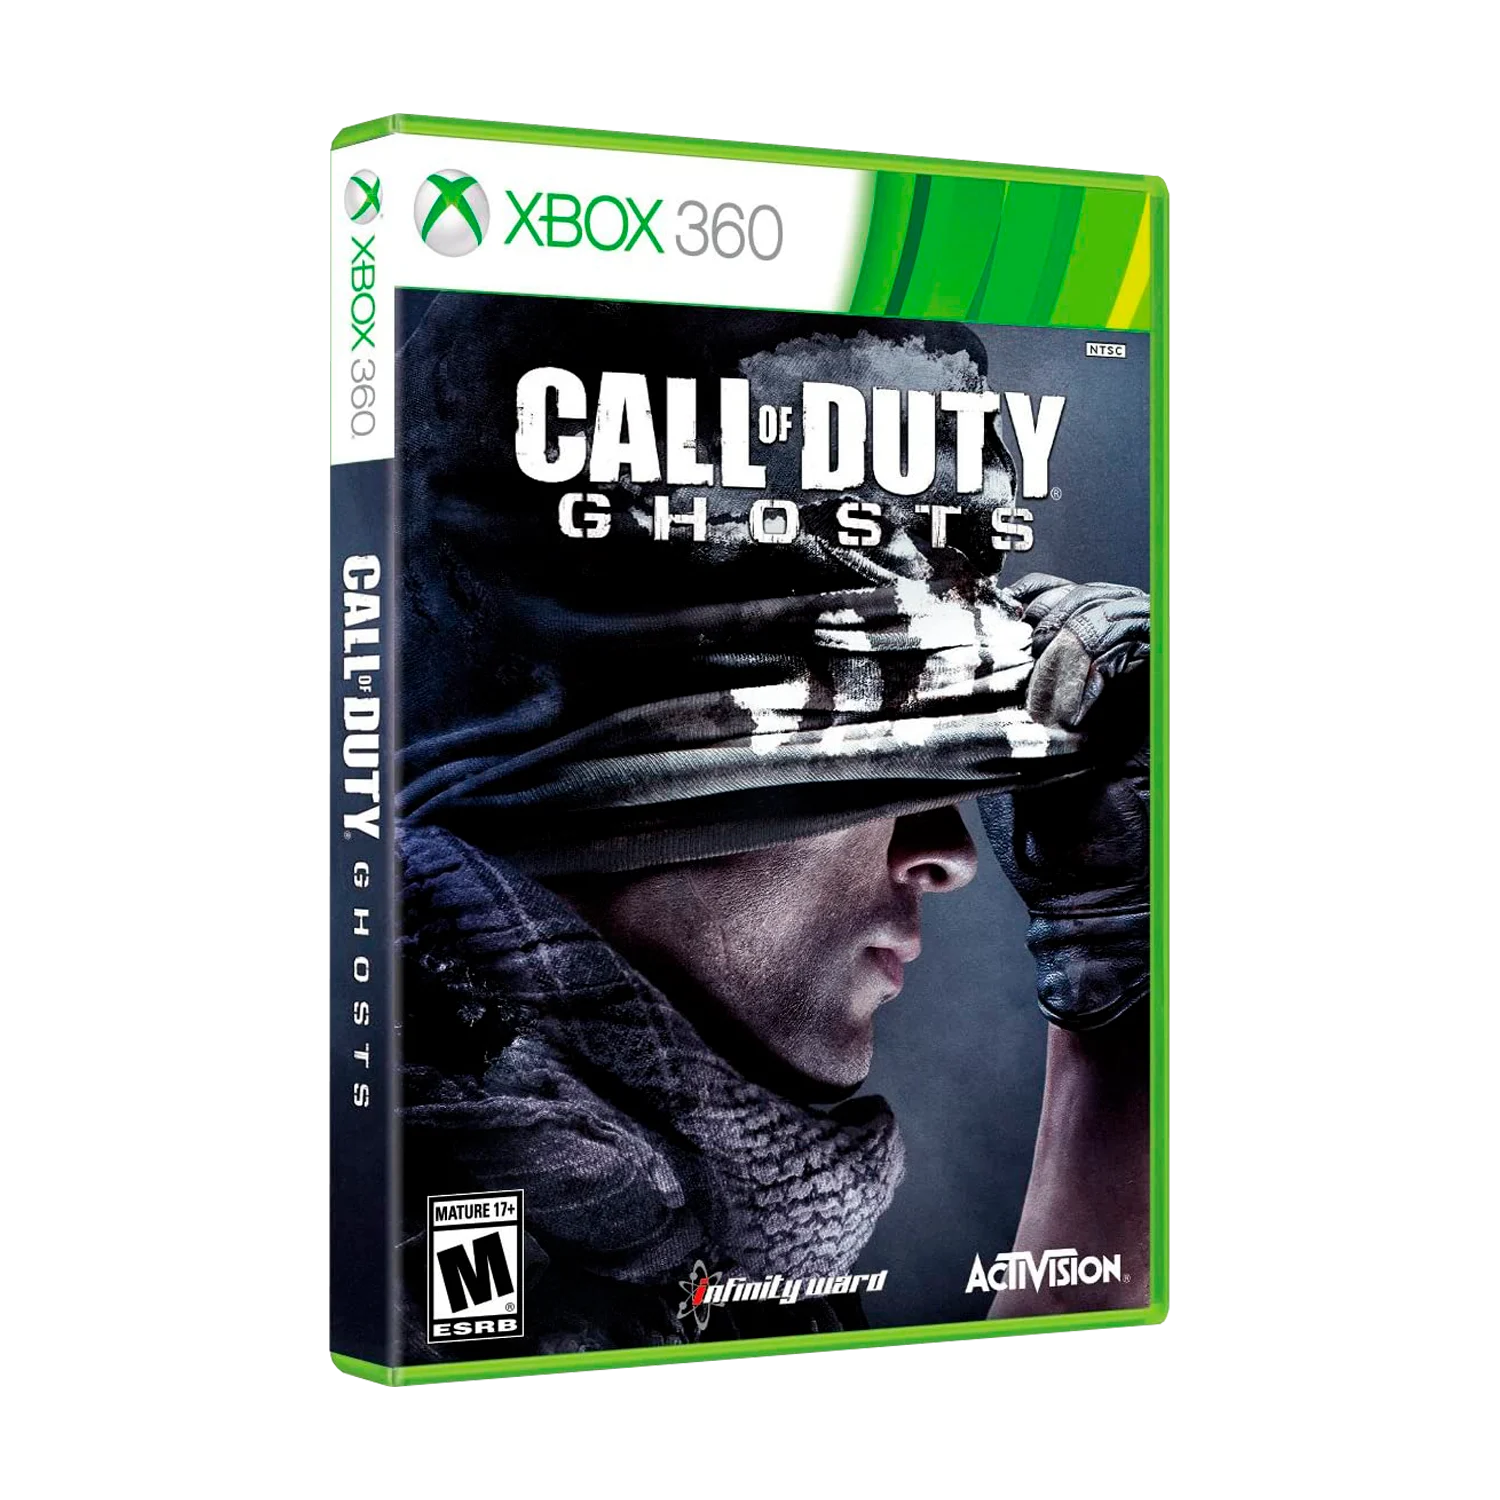 XBOX 360
XBOX 360
NTSC
CALL OF DUTY®
GHOSTS
CALL OF DUTY® GHOSTS
MATURE 17+
M®
ESRB
infinity ward
ACTIVISION®